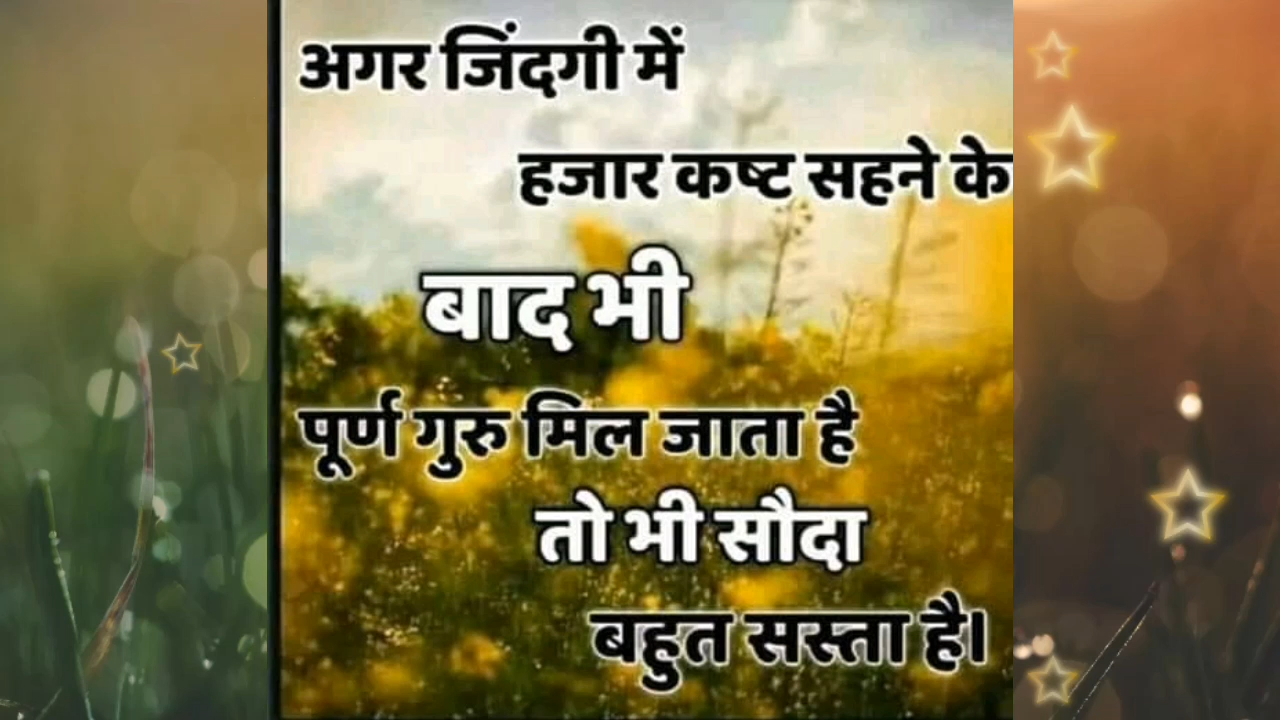 अगर जिंदगी में
हजार कष्ट सहने के
बाद भी
पूर्ण गुरु मिल जाता है
तो भी सौदा
बहुत सस्ता है।